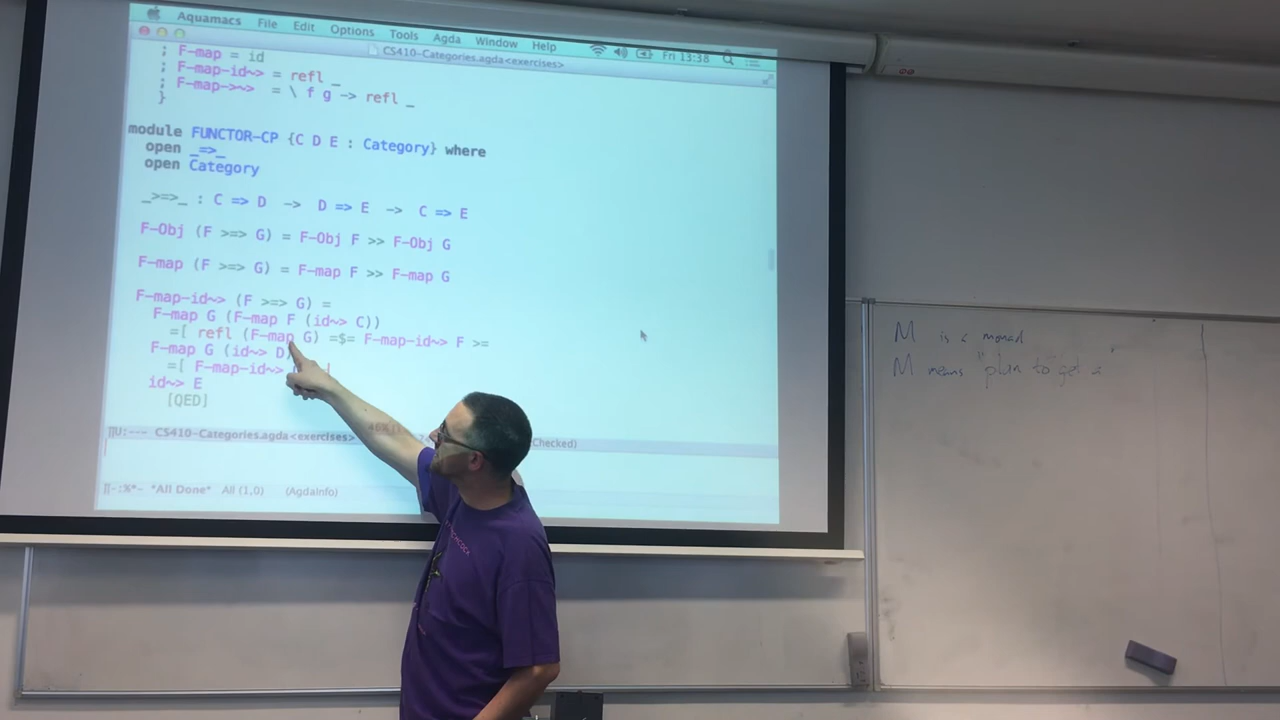 Aquamacs File Edit Options Tools Agda Window Help Fri 13:38
CS410-Categories.agda<exercises>
; F-map = id
; F-map-id~> = refl _
; F-map->~> = \ f g -> refl _
}
module FUNCTOR-CP {C D E : Category} where
open _=>_
open Category
_>=>_ : C => D -> D => E -> C => E
F-Obj (F >=> G) = F-Obj F >> F-Obj G
F-map (F >=> G) = F-map F >> F-map G
F-map-id~> (F >=> G) =
F-map G (F-map F (id~> C))
=[ refl (F-map G) =$= F-map-id~> F >=
F-map G (id~> D)
=[ F-map-id~>
id~> E
[QED]
CS410-Categories.agda<exercises> 46% Checked)
*All Done* All (1,0) (AgdaInfo)
M is a monad
M means "plan to get a"